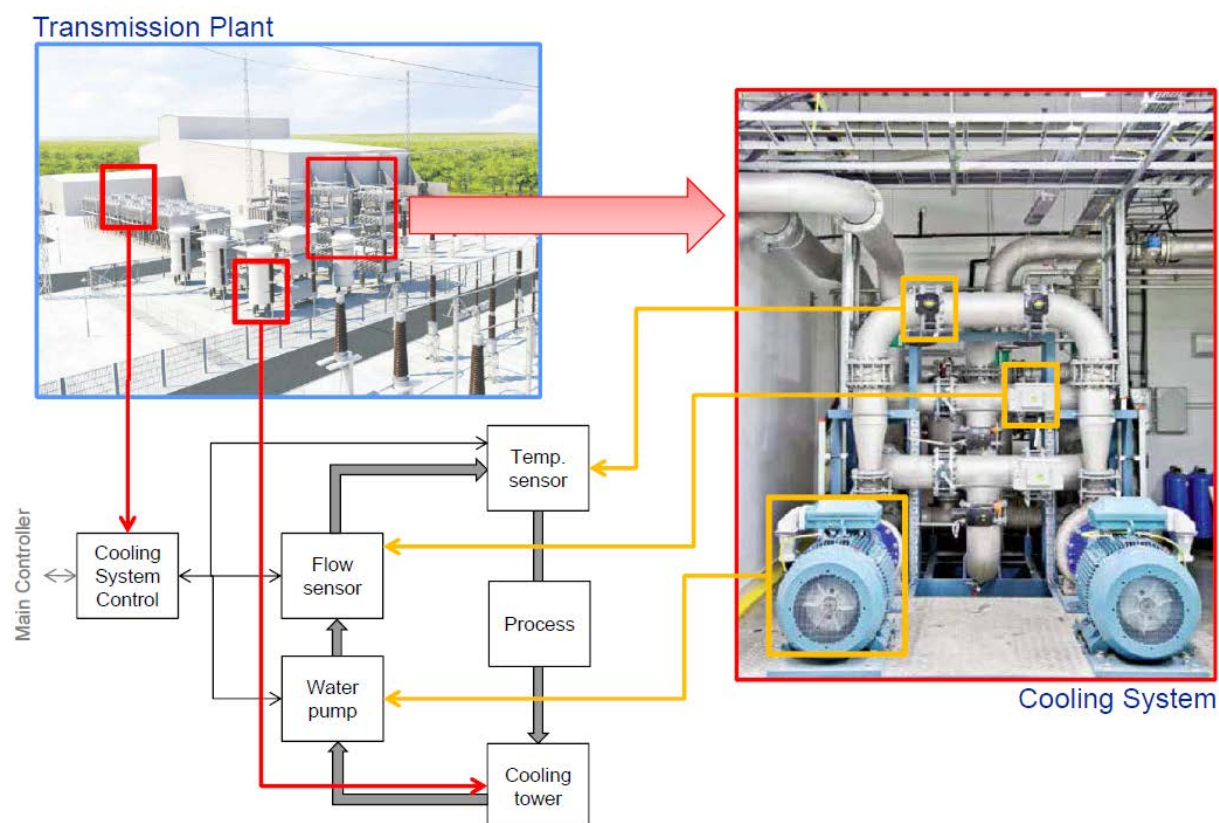 Transmission Plant
Temp.
sensor
Main Controller
Cooling
System
Control
Flow
sensor
Process
Water
pump
Cooling System
Cooling
tower